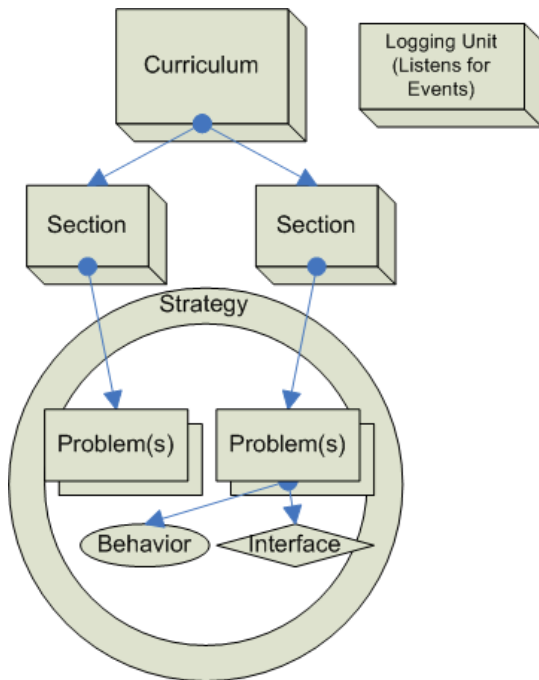 Curriculum
Logging Unit
(Listens for
Events)
Section
Section
Strategy
Problem(s)
Problem(s)
Behavior
Interface